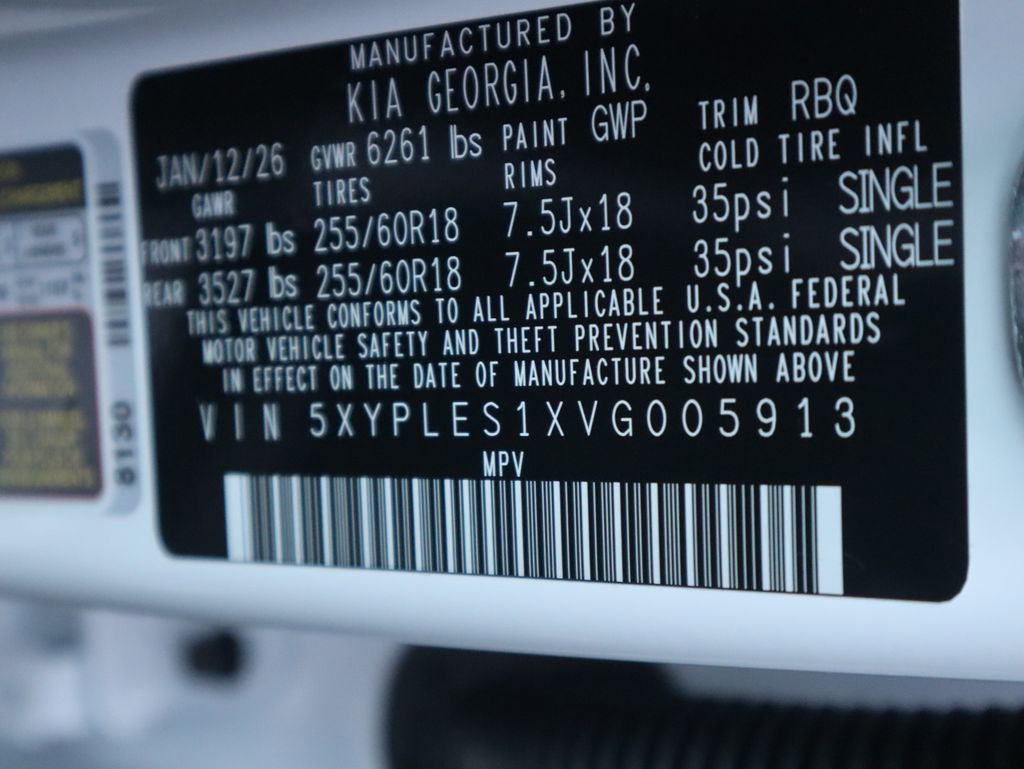 MANUFACTURED BY
KIA GEORGIA, INC.
JAN/12/26 GVWR 6261 lbs PAINT GWP TRIM RBQ
GAWR TIRES RIMS COLD TIRE INFL
FRONT 3197 lbs 255/60R18 7.5Jx18 35psi SINGLE
REAR 3527 lbs 255/60R18 7.5Jx18 35psi SINGLE
THIS VEHICLE CONFORMS TO ALL APPLICABLE U.S.A. FEDERAL
MOTOR VEHICLE SAFETY AND THEFT PREVENTION STANDARDS
IN EFFECT ON THE DATE OF MANUFACTURE SHOWN ABOVE
VIN 5XYPLES1XVG005913
MPV